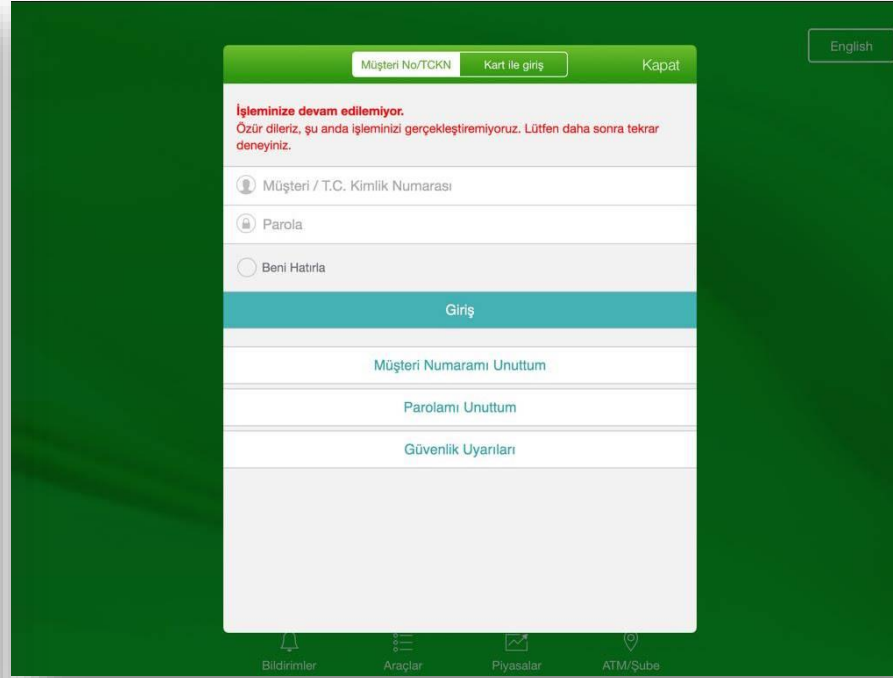 English
Müşteri No/TCKN Kart ile giriş Kapat
İşleminize devam edilemiyor.
Özür dileriz, şu anda işleminizi gerçekleştiremiyoruz. Lütfen daha sonra tekrar
deneyiniz.
Müşteri / T.C. Kimlik Numarası
Parola
Beni Hatırla
Giriş
Müşteri Numaramı Unuttum
Parolamı Unuttum
Güvenlik Uyarıları
Bildirimler Araçlar Piyasalar ATM/Şube